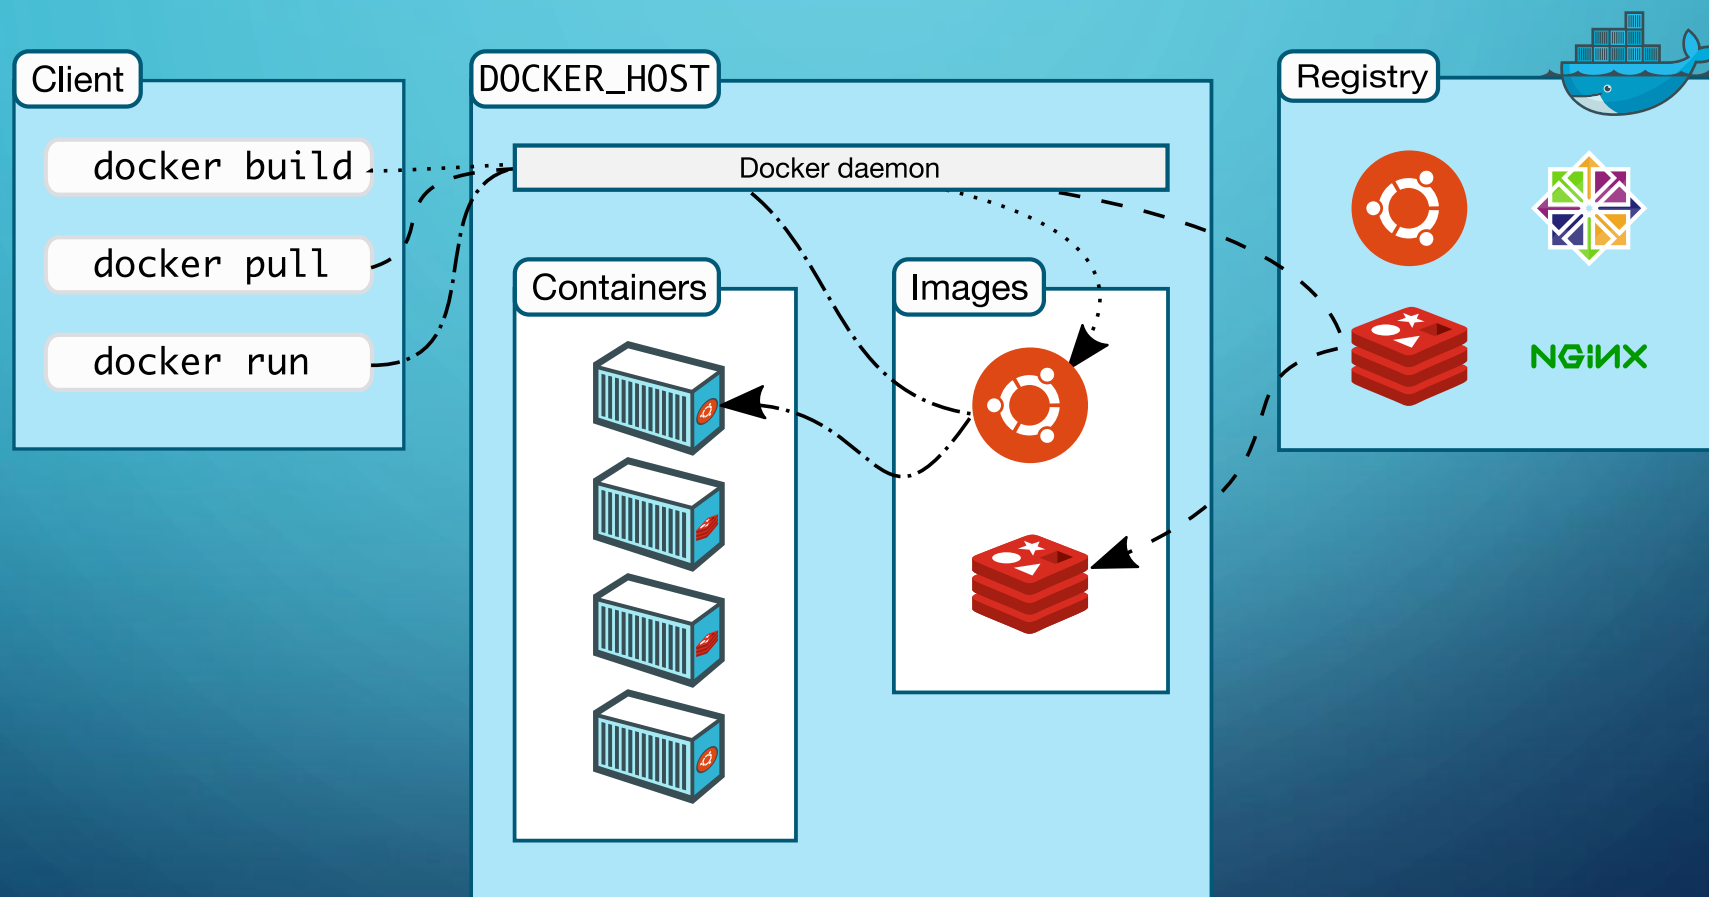 Client
docker build
docker pull
docker run
DOCKER_HOST
Docker daemon
Containers
Images
Registry
NGiNX